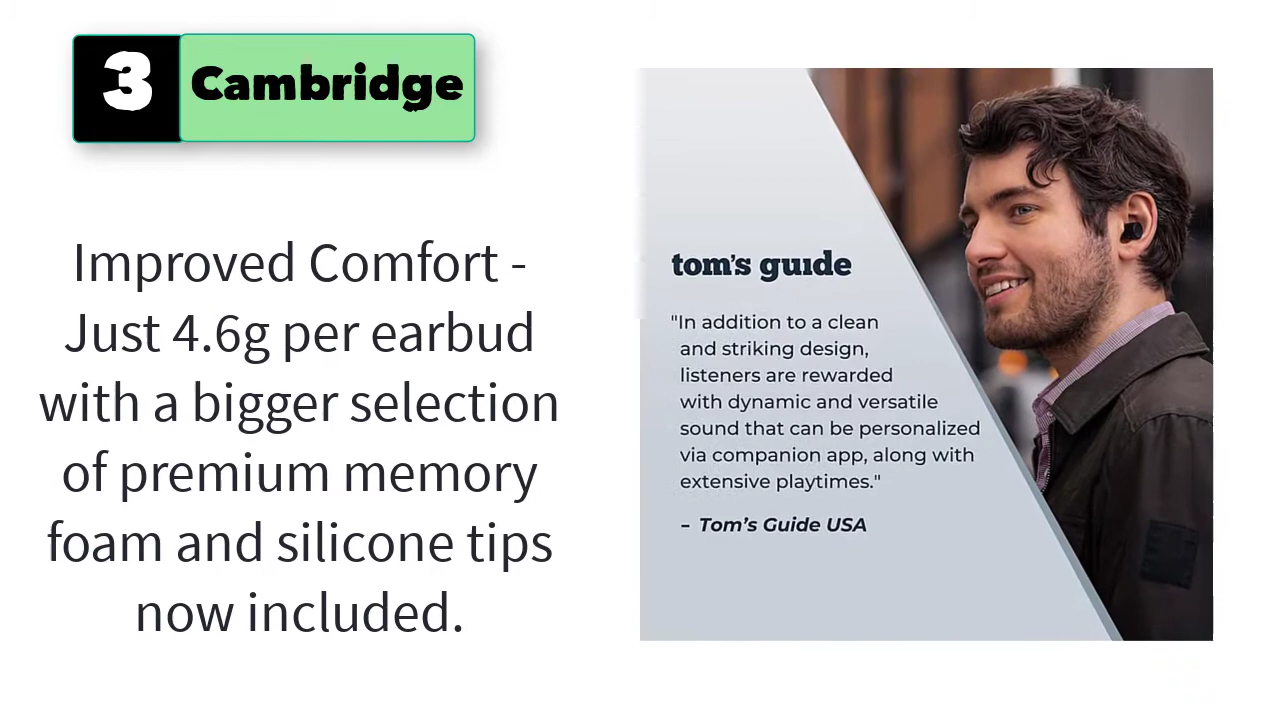 3 Cambridge
Improved Comfort -
Just 4.6g per earbud
with a bigger selection
of premium memory
foam and silicone tips
now included.
tom's guide
"In addition to a clean
and striking design,
listeners are rewarded
with dynamic and versatile
sound that can be personalized
via companion app, along with
extensive playtimes."
– Tom's Guide USA